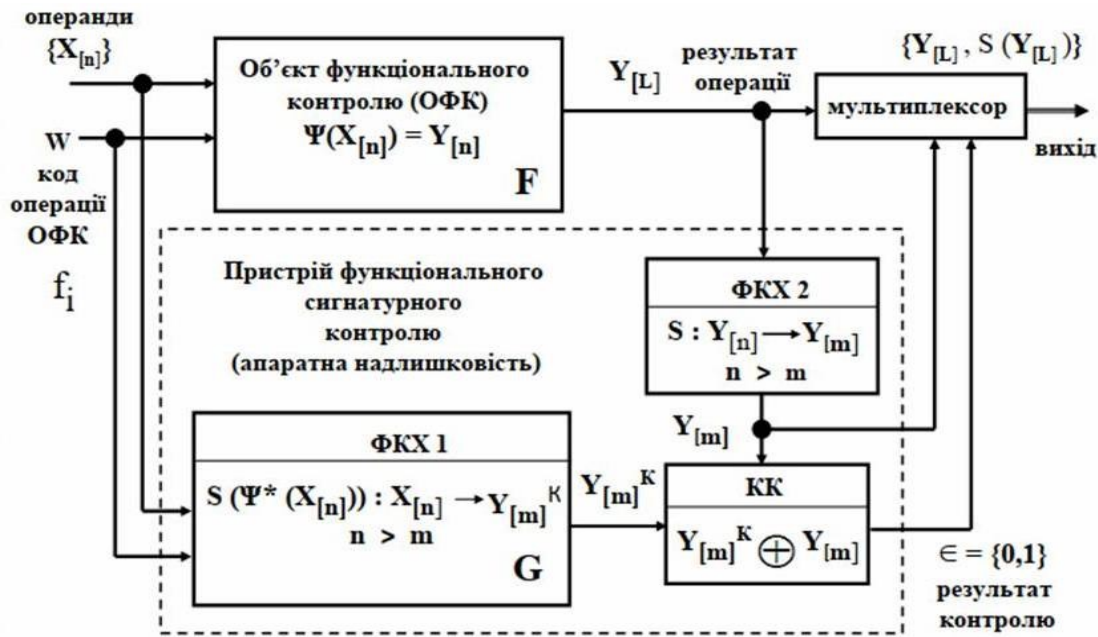 операнди
{X[n]}
W
код
операції
ОФК
fi
Об’єкт функціонального
контролю (ОФК)
Ψ(X[n]) = Y[n]
F
Y[L]
результат
операції
{Y[L] , S (Y[L] )}
мультиплексор
вихід
Пристрій функціонального
сигнатурного
контролю
(апаратна надлишковість)
ФКХ 2
S : Y[n] → Y[m]
n > m
Y[m]
ФКХ 1
S (Ψ* (X[n])) : X[n] → Y[m]К
n > m
G
Y[m]К
КК
Y[m]К ⊕ Y[m]
∈ = {0,1}
результат
контролю